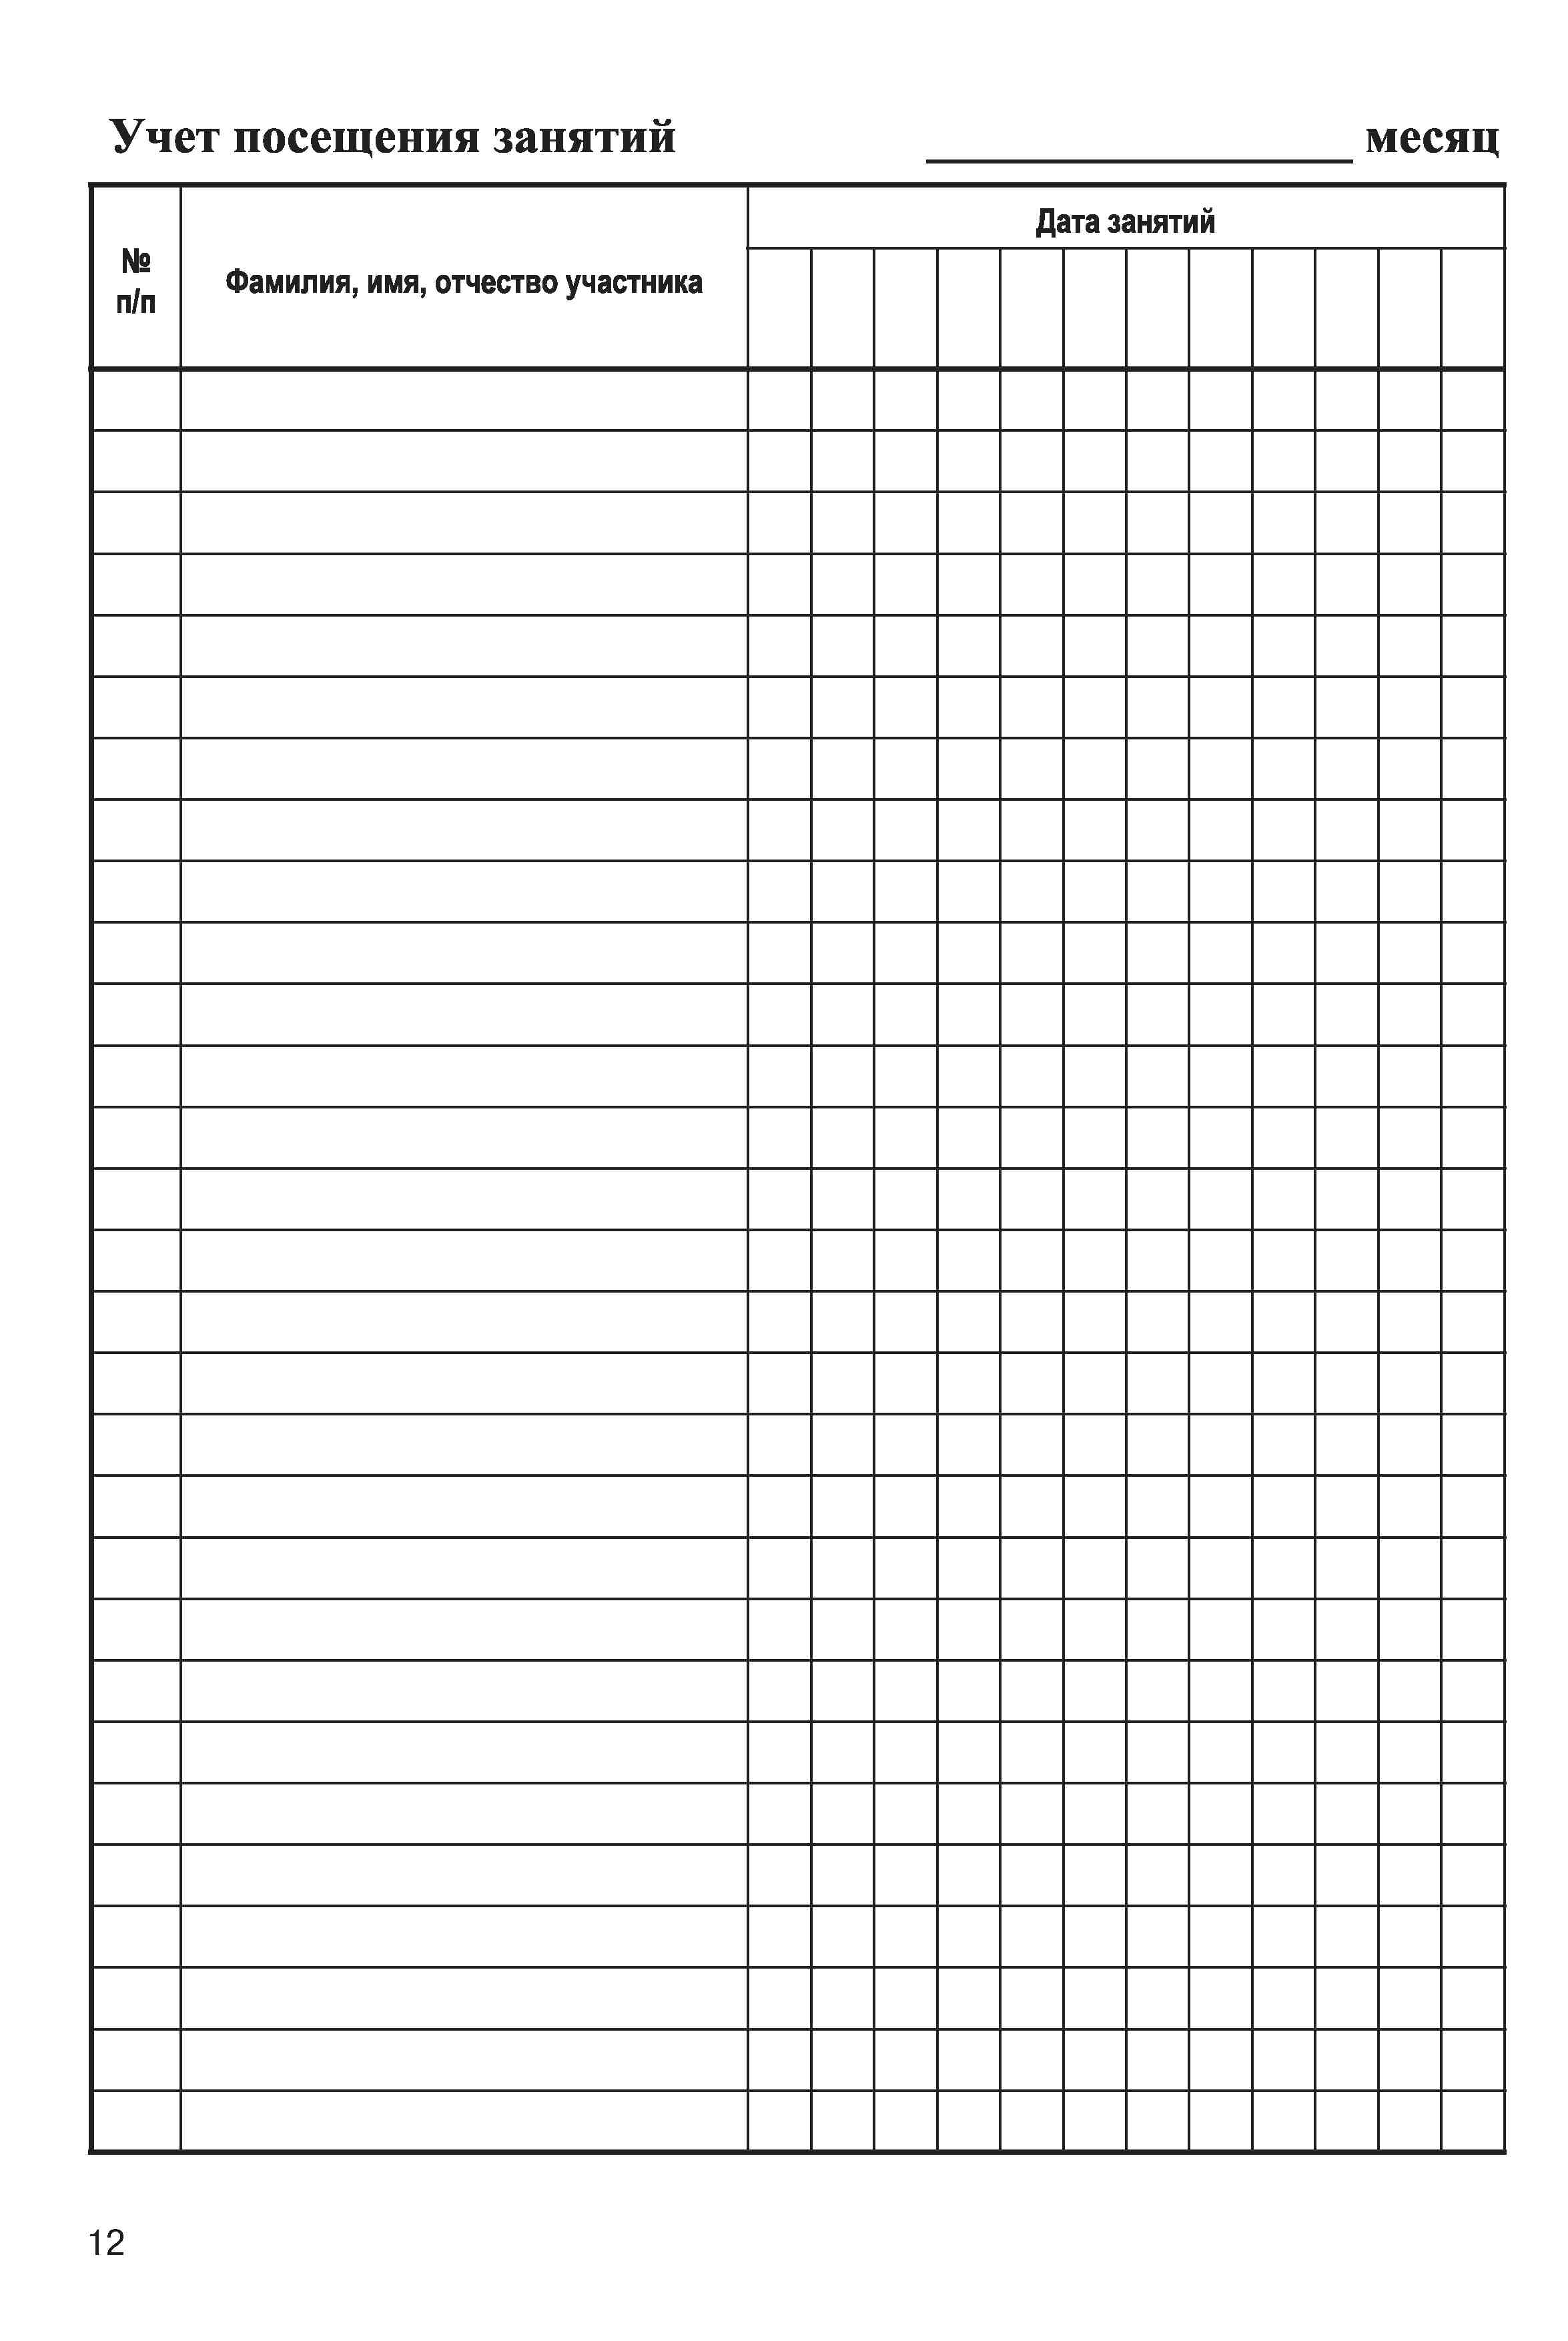 Учет посещения занятий
месяц
№
п/п
Фамилия, имя, отчество участника
Дата занятий
12